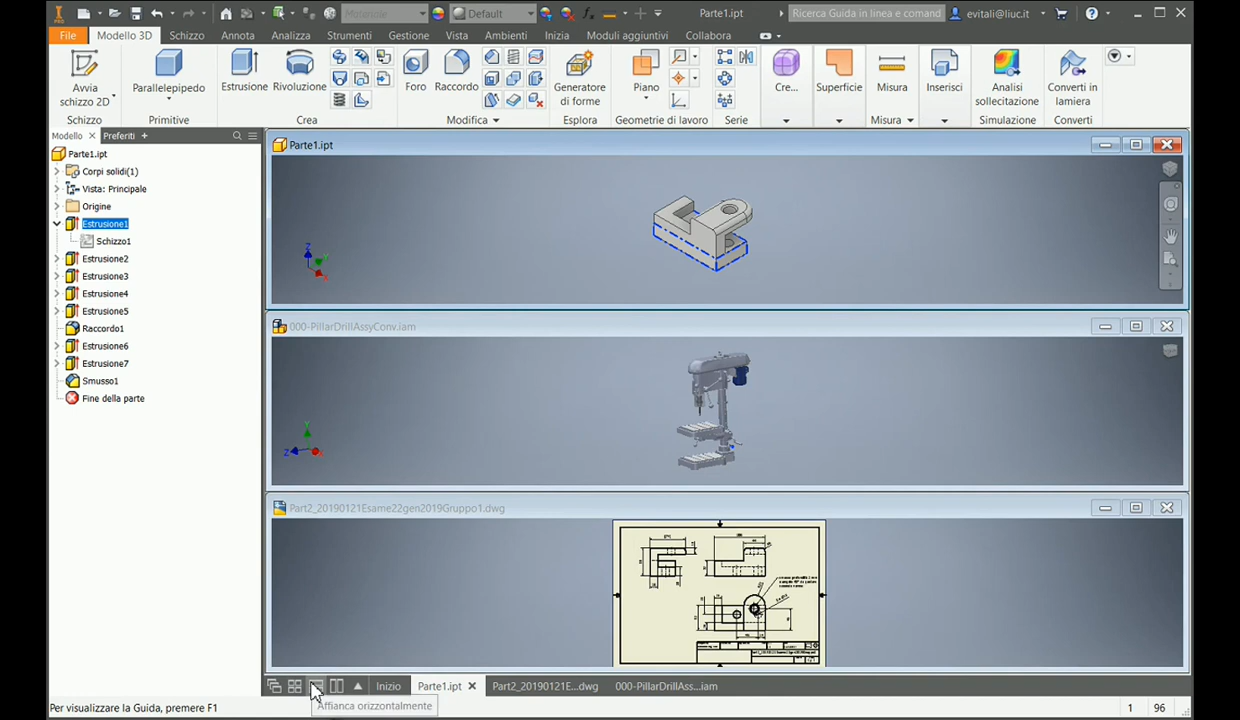 Materiale
Default
Parte1.ipt
Ricerca Guida in linea e comand
evitali@liuc.it
File
Modello 3D
Schizzo
Annota
Analizza
Strumenti
Gestione
Vista
Ambienti
Inizia
Moduli aggiuntivi
Collabora
Avvia
schizzo 2D
Parallelepipedo
Estrusione
Rivoluzione
Foro
Raccordo
Generatore
di forme
Piano
Cre...
Superficie
Misura
Inserisci
Analisi
sollecitazione
Converti in
lamiera
Schizzo
Primitive
Crea
Modifica
Esplora
Geometrie di lavoro
Serie
Misura
Simulazione
Converti
Modello
Preferiti
Parte1.ipt
Corpi solidi(1)
Vista: Principale
Origine
Estrusione1
Schizzo1
Estrusione2
Estrusione3
Estrusione4
Estrusione5
Raccordo1
Estrusione6
Estrusione7
Smusso1
Fine della parte
Parte1.ipt
000-PillarDrillAssyConv.iam
Part2_20190121Esame22gen2019Gruppo1.dwg
Inizio
Parte1.ipt
Part2_20190121E...dwg
000-PillarDrillAss...iam
Affianca orizzontalmente
Per visualizzare la Guida, premere F1
1
96